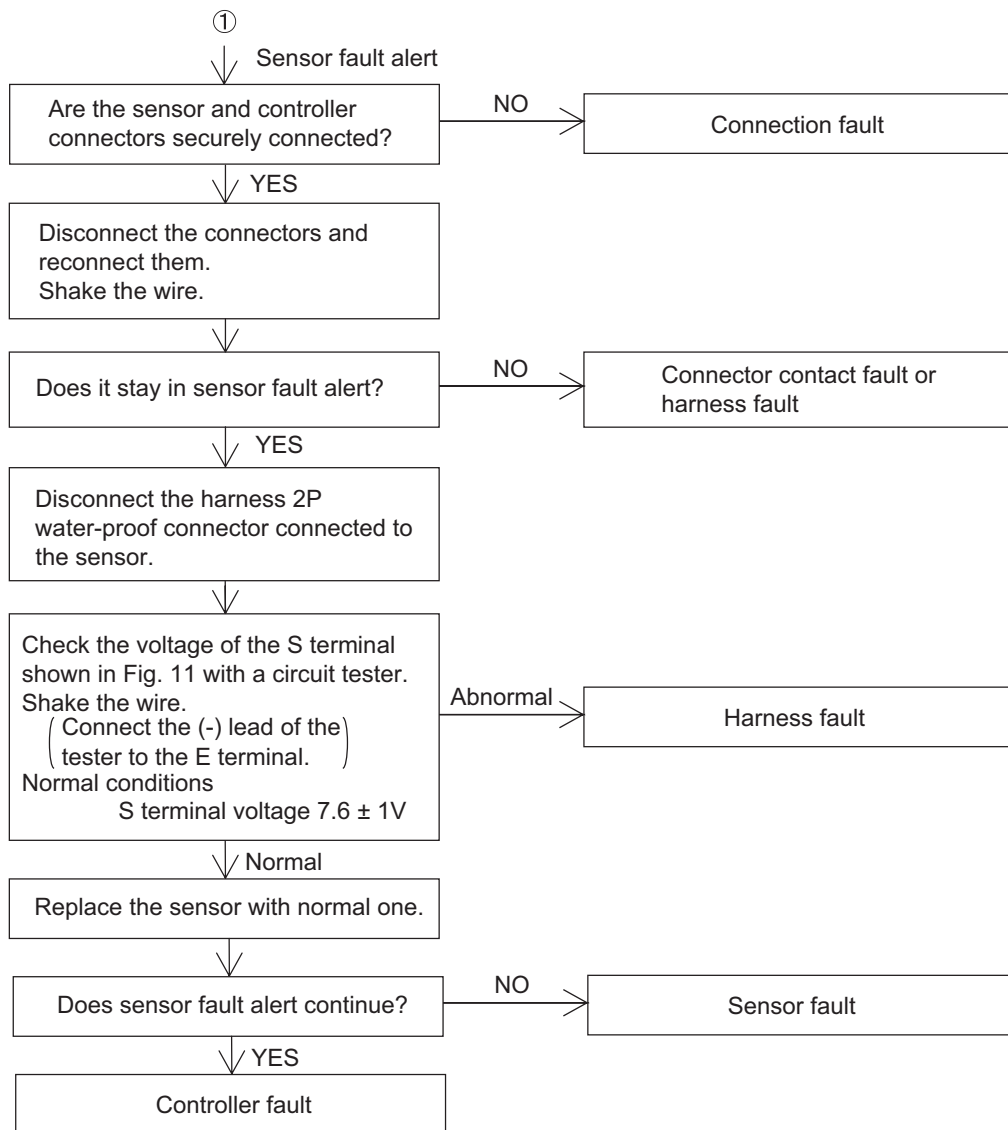 ①
Sensor fault alert
Are the sensor and controller
connectors securely connected?
NO
Connection fault
YES
Disconnect the connectors and
reconnect them.
Shake the wire.
Does it stay in sensor fault alert?
NO
Connector contact fault or
harness fault
YES
Disconnect the harness 2P
water-proof connector connected to
the sensor.
Check the voltage of the S terminal
shown in Fig. 11 with a circuit tester.
Shake the wire.
(Connect the (-) lead of the
tester to the E terminal.)
Normal conditions
S terminal voltage 7.6 ± 1V
Abnormal
Harness fault
Normal
Replace the sensor with normal one.
Does sensor fault alert continue?
NO
Sensor fault
YES
Controller fault